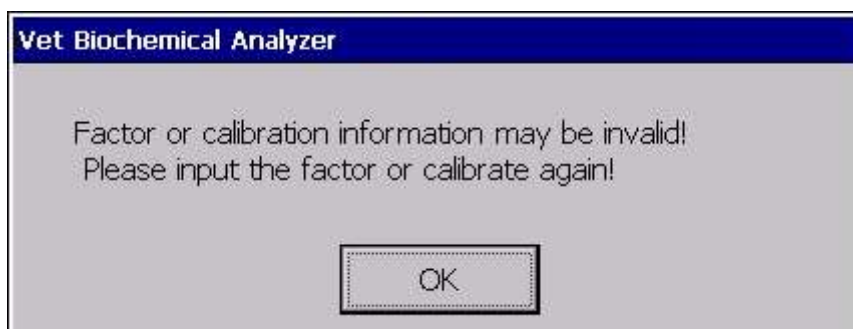 Vet Biochemical Analyzer
Factor or calibration information may be invalid!
Please input the factor or calibrate again!
OK